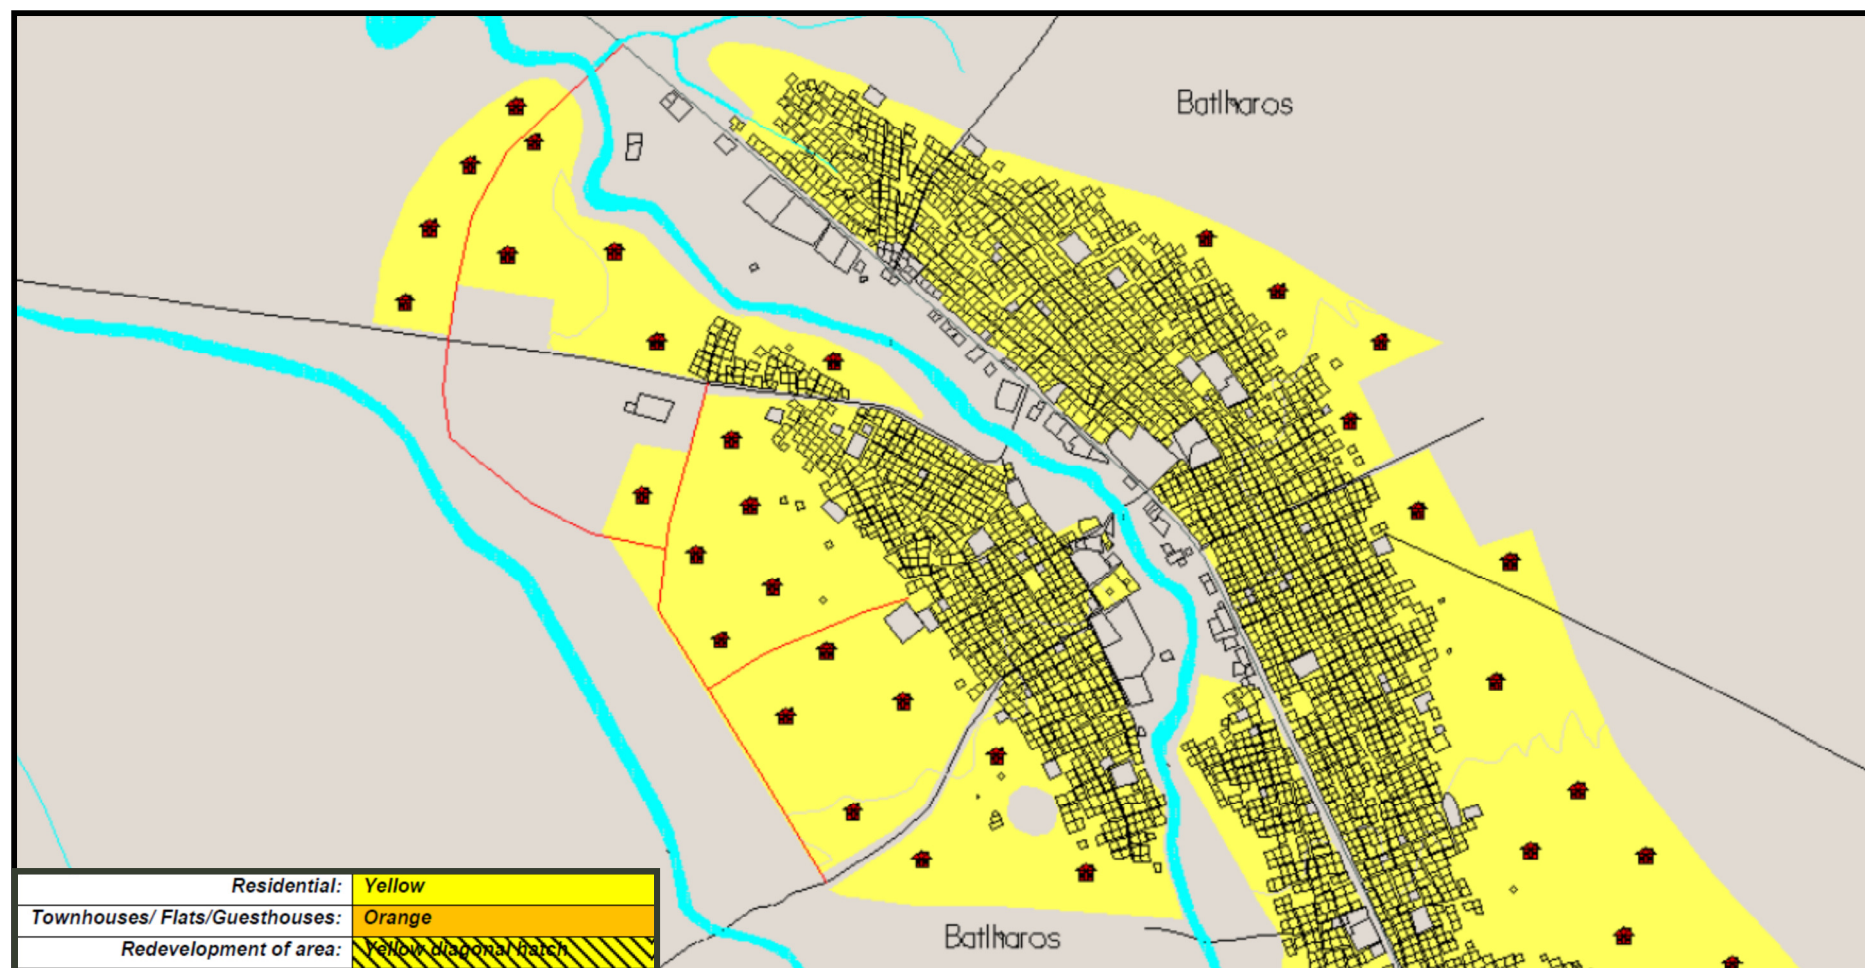 Batlharos
Residential: Yellow
Townhouses/ Flats/Guesthouses: Orange
Redevelopment of area: Yellow diagonal hatch
Batlharos